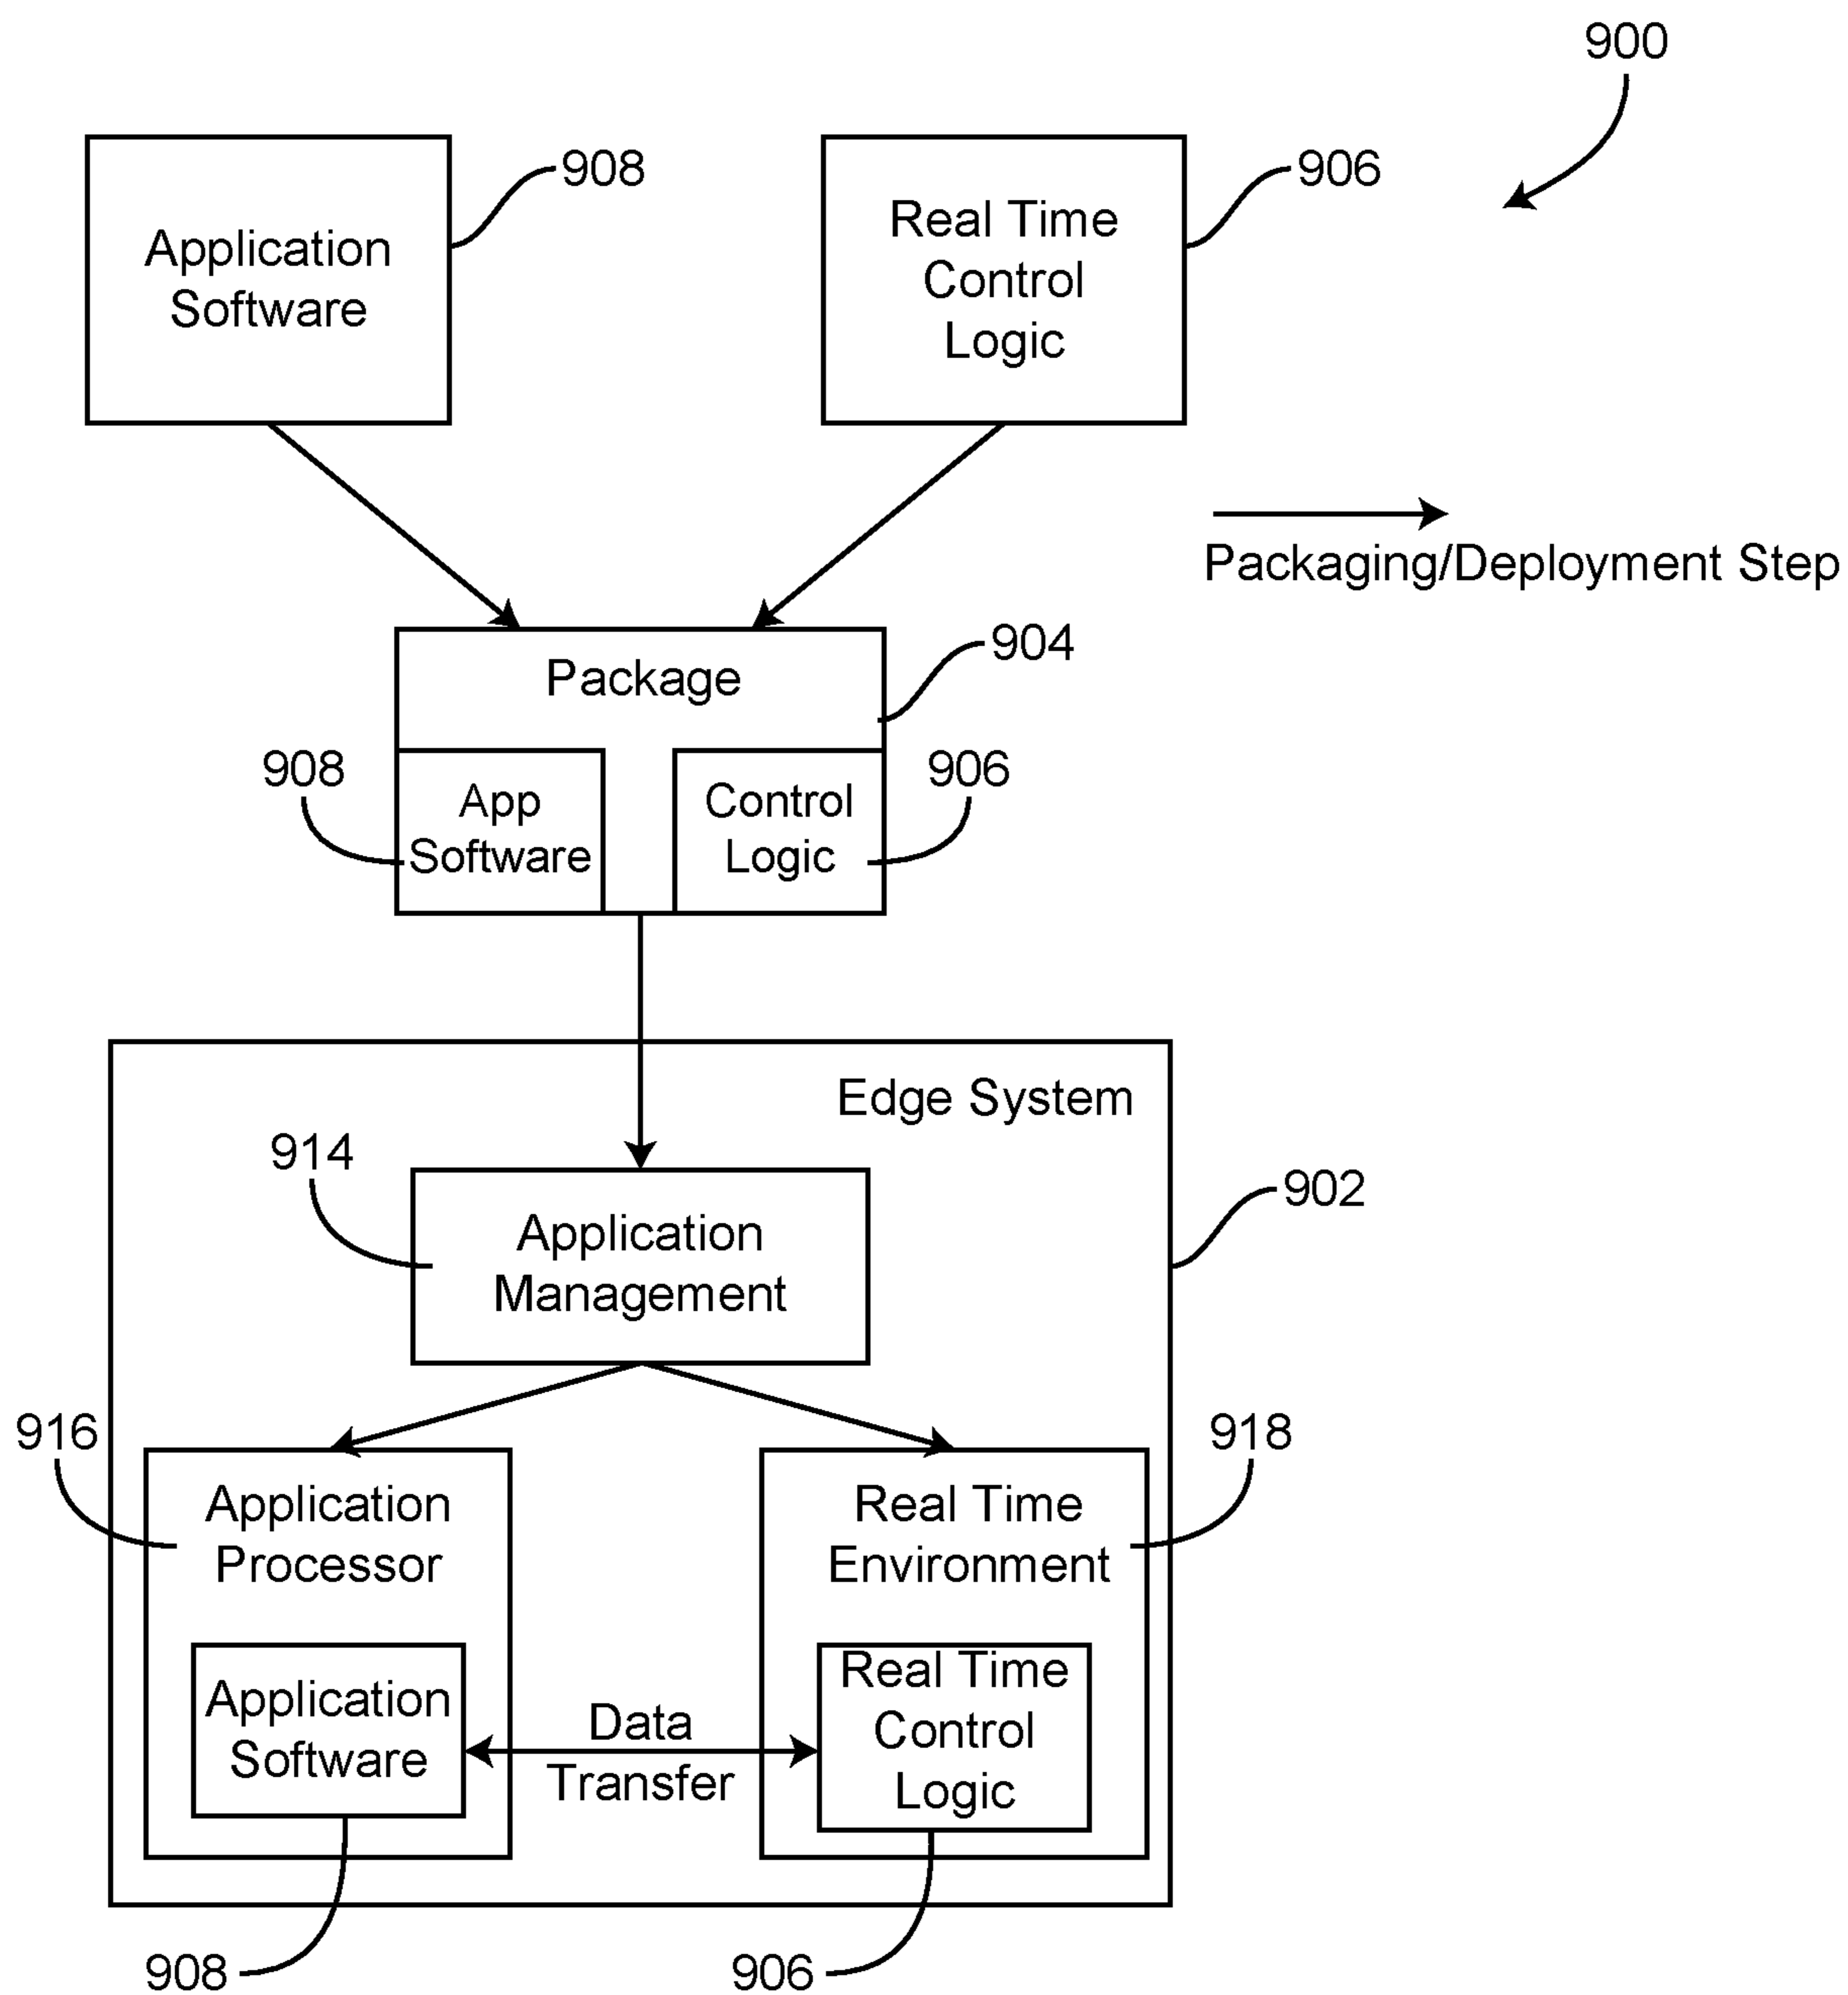 900
908
906
Application
Software
Real Time
Control
Logic
Packaging/Deployment Step
904
Package
908
906
App
Software
Control
Logic
Edge System
914
902
Application
Management
916
918
Application
Processor
Real Time
Environment
Application
Software
Data
Transfer
Real Time
Control
Logic
908
906